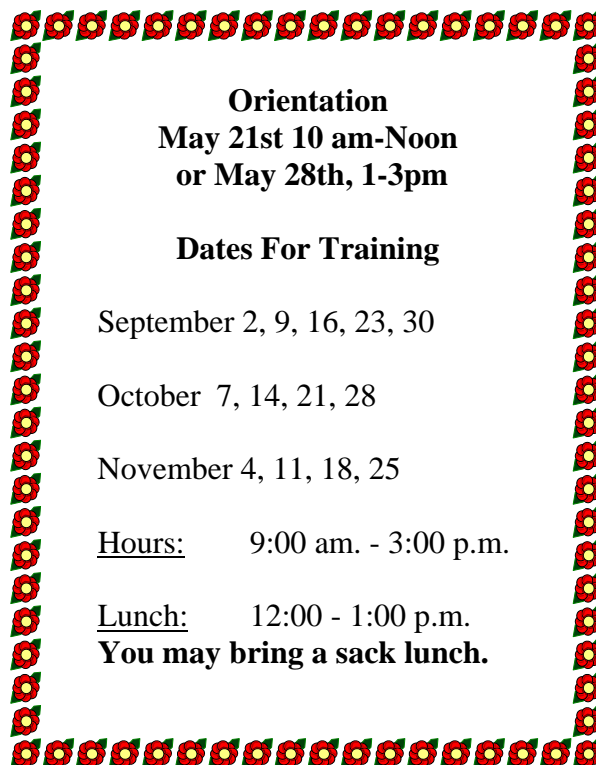 Orientation
May 21st 10 am-Noon
or May 28th, 1-3pm
Dates For Training
September 2, 9, 16, 23, 30
October 7, 14, 21, 28
November 4, 11, 18, 25
Hours: 9:00 am. - 3:00 p.m.
Lunch: 12:00 - 1:00 p.m.
You may bring a sack lunch.